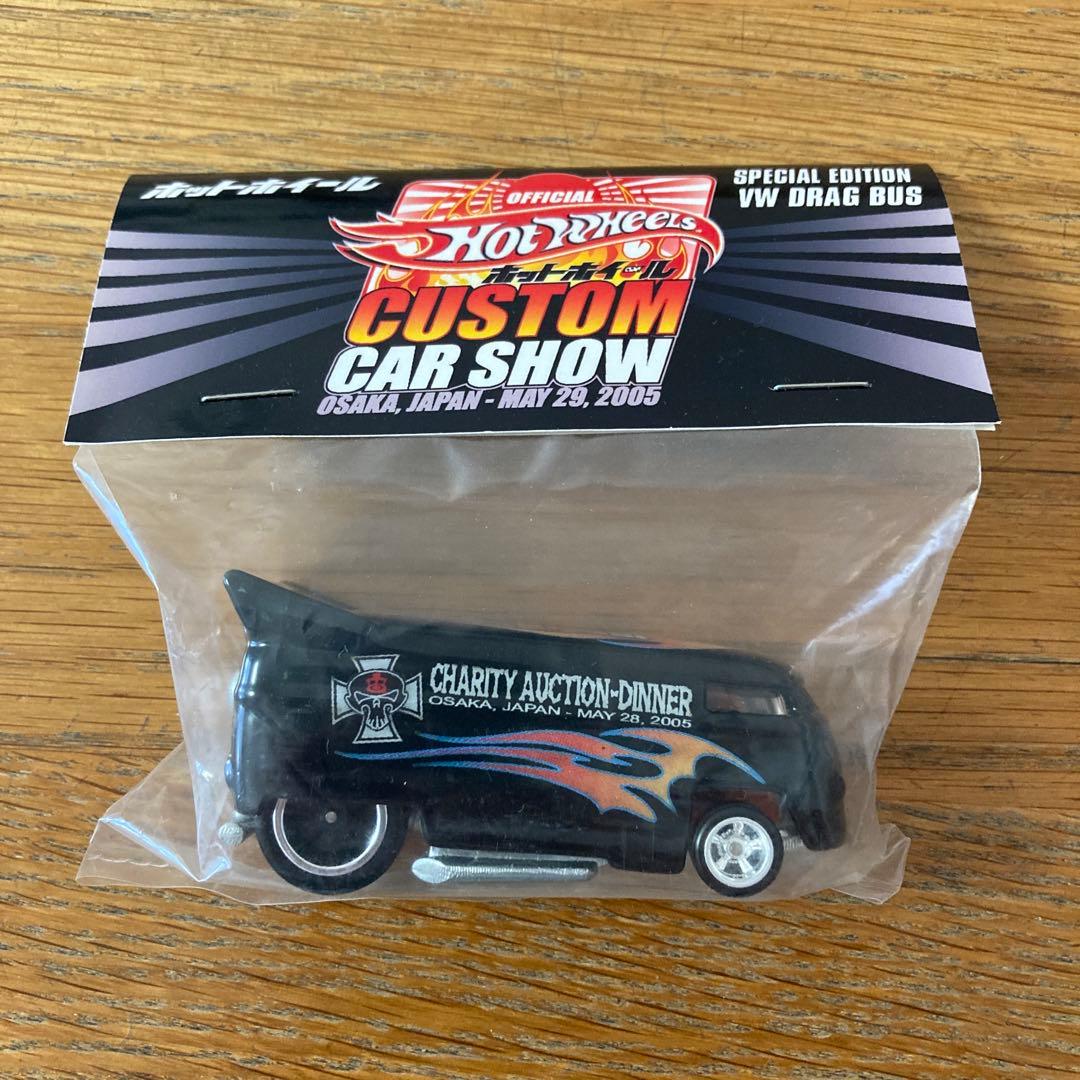 ホットホイール
SPECIAL EDITION
VW DRAG BUS
OFFICIAL
Hot Wheels
ホットホイール
CUSTOM
CAR SHOW
OSAKA, JAPAN - MAY 29, 2005
CHARITY AUCTION-DINNER
OSAKA, JAPAN - MAY 28, 2005